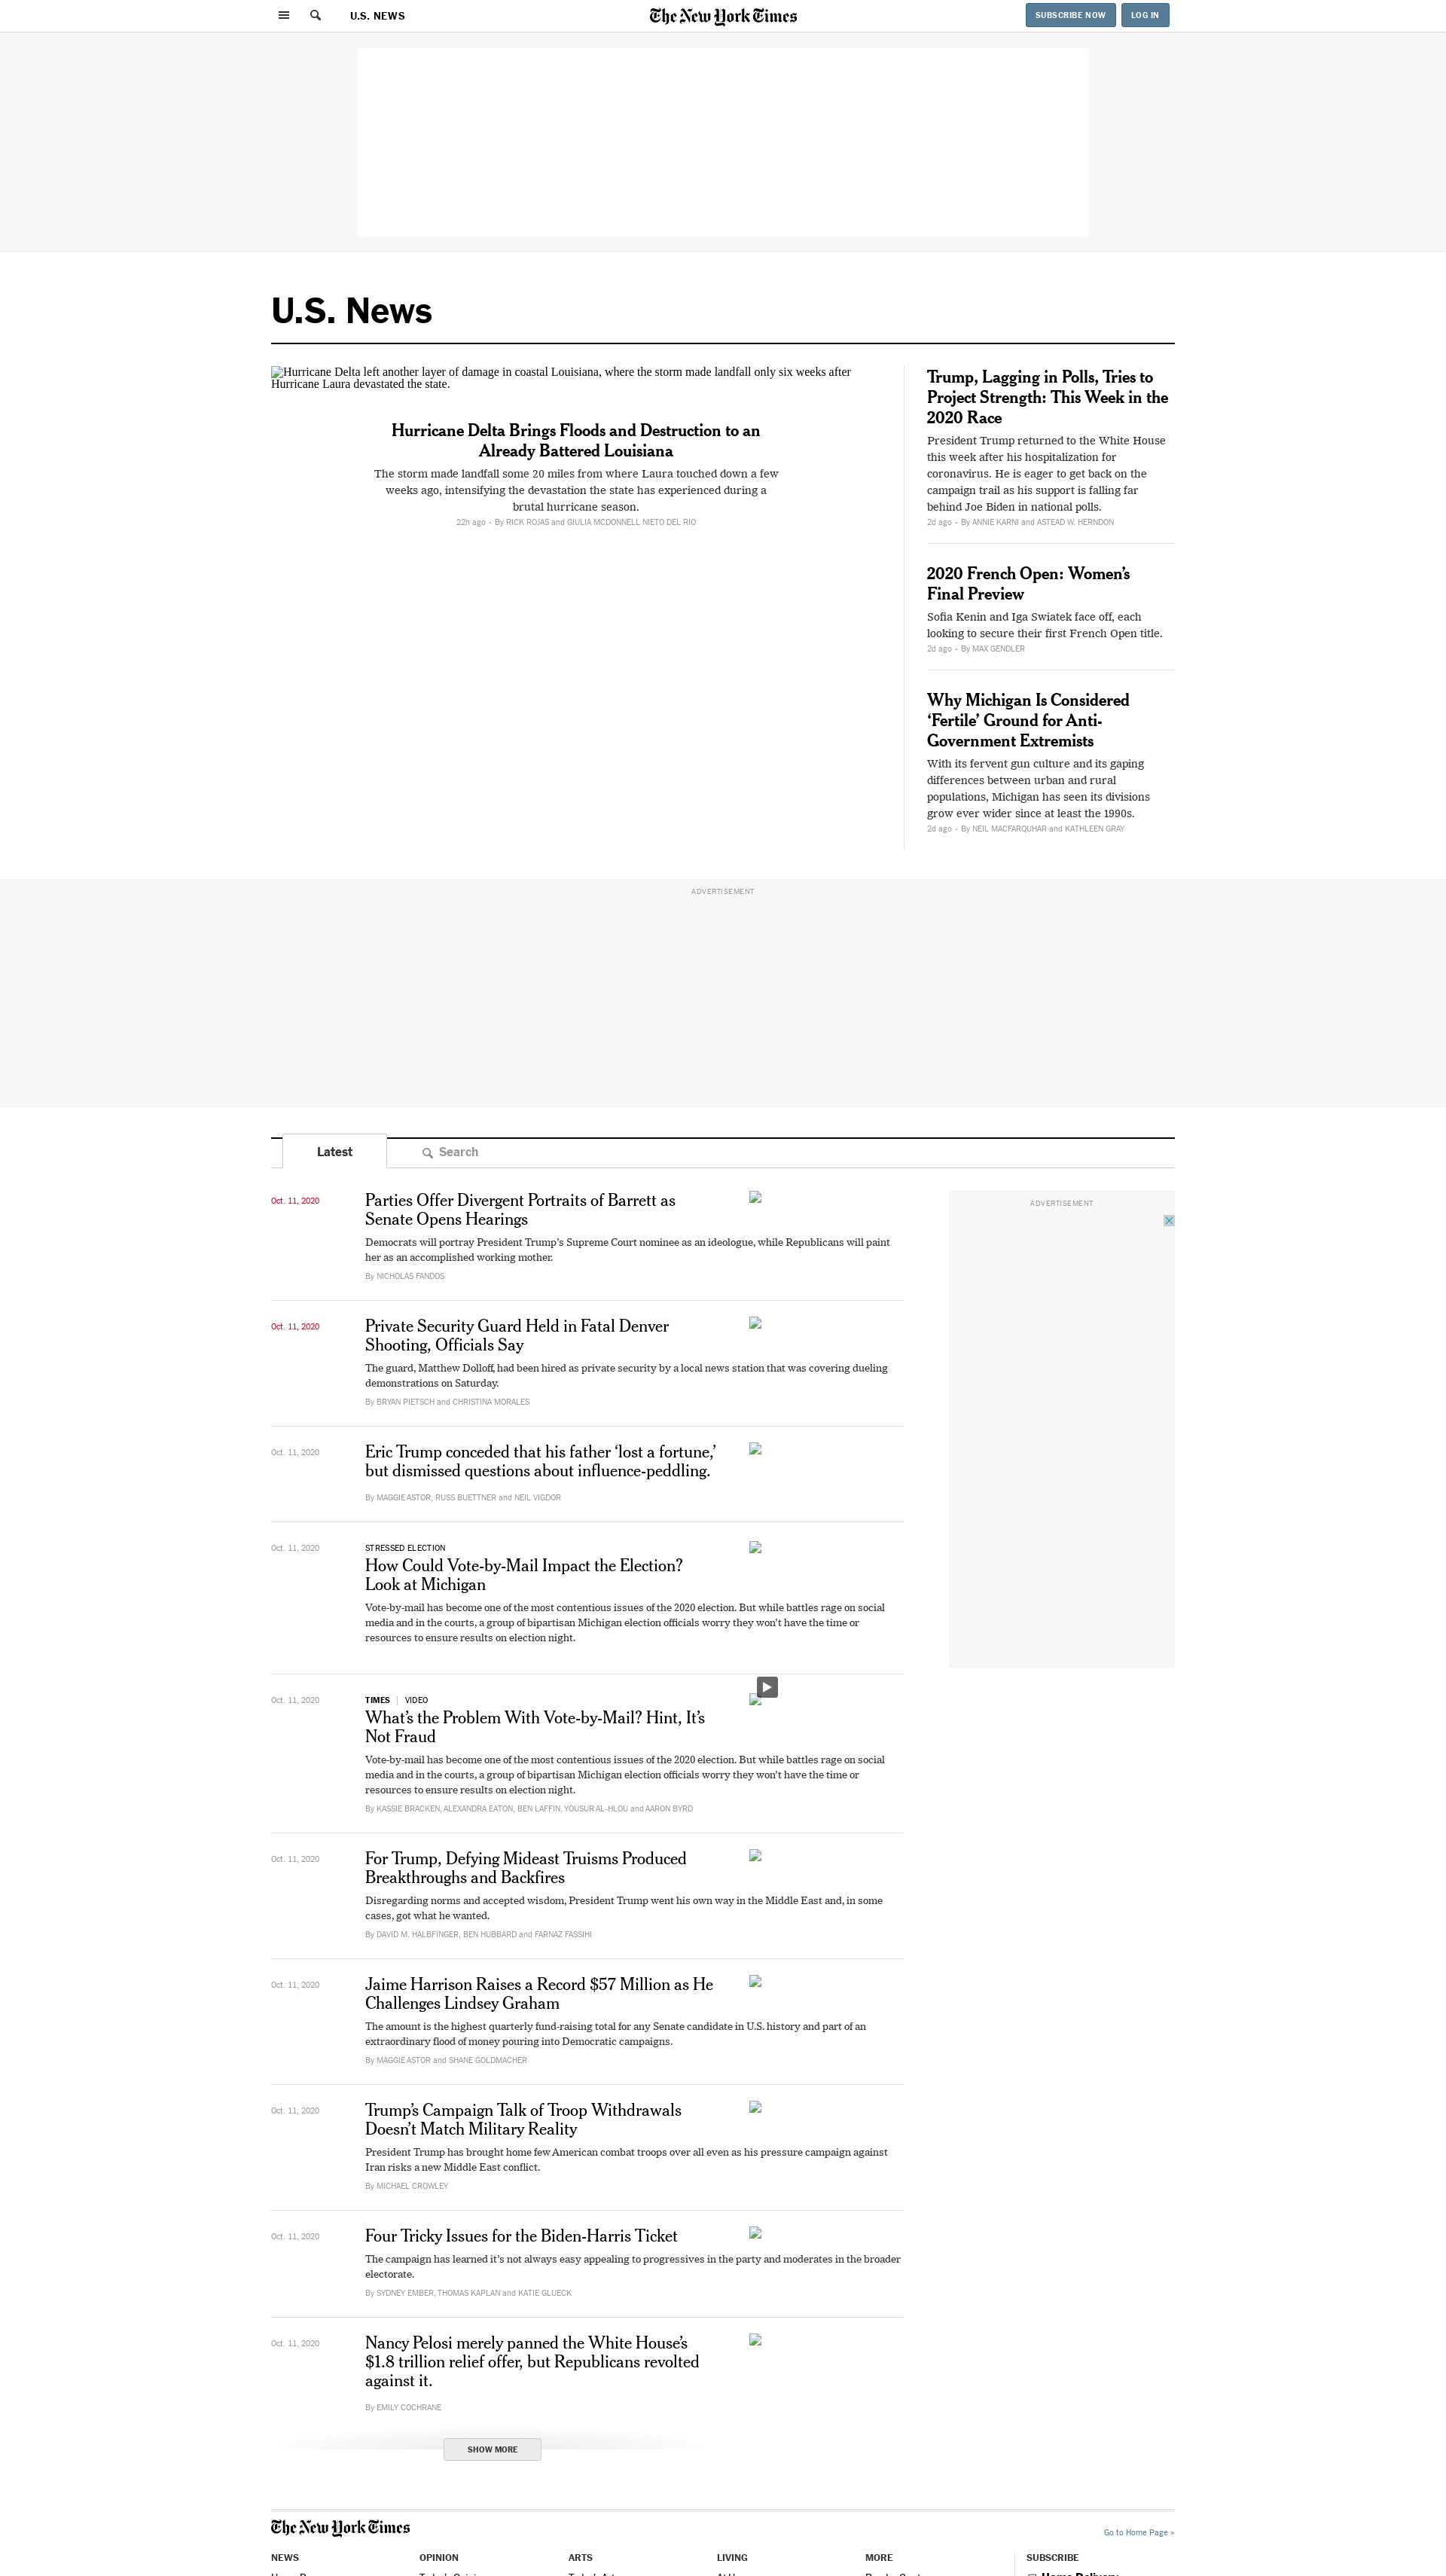 U.S. NEWS
The New York Times
SUBSCRIBE NOW
LOG IN
U.S. News
Hurricane Delta left another layer of damage in coastal Louisiana, where the storm made landfall only six weeks after
Hurricane Laura devastated the state.
Hurricane Delta Brings Floods and Destruction to an
Already Battered Louisiana
The storm made landfall some 20 miles from where Laura touched down a few
weeks ago, intensifying the devastation the state has experienced during a
brutal hurricane season.
22h ago • By RICK ROJAS and GIULIA MCDONNELL NIETO DEL RIO
Trump, Lagging in Polls, Tries to
Project Strength: This Week in the
2020 Race
President Trump returned to the White House
this week after his hospitalization for
coronavirus. He is eager to get back on the
campaign trail as his support is falling far
behind Joe Biden in national polls.
2d ago • By ANNIE KARNI and ASTEAD W. HERNDON
2020 French Open: Women’s
Final Preview
Sofia Kenin and Iga Swiatek face off, each
looking to secure their first French Open title.
2d ago • By MAX GENDLER
Why Michigan Is Considered
‘Fertile’ Ground for Anti-
Government Extremists
With its fervent gun culture and its gaping
differences between urban and rural
populations, Michigan has seen its divisions
grow ever wider since at least the 1990s.
2d ago • By NEIL MACFARQUHAR and KATHLEEN GRAY
ADVERTISEMENT
Latest
Search
Oct. 11, 2020
Parties Offer Divergent Portraits of Barrett as
Senate Opens Hearings
Democrats will portray President Trump’s Supreme Court nominee as an ideologue, while Republicans will paint
her as an accomplished working mother.
By NICHOLAS FANDOS
ADVERTISEMENT
Oct. 11, 2020
Private Security Guard Held in Fatal Denver
Shooting, Officials Say
The guard, Matthew Dolloff, had been hired as private security by a local news station that was covering dueling
demonstrations on Saturday.
By BRYAN PIETSCH and CHRISTINA MORALES
Oct. 11, 2020
Eric Trump conceded that his father ‘lost a fortune,’
but dismissed questions about influence-peddling.
By MAGGIE ASTOR, RUSS BUETTNER and NEIL VIGDOR
Oct. 11, 2020
STRESSED ELECTION
How Could Vote-by-Mail Impact the Election?
Look at Michigan
Vote-by-mail has become one of the most contentious issues of the 2020 election. But while battles rage on social
media and in the courts, a group of bipartisan Michigan election officials worry they won’t have the time or
resources to ensure results on election night.
Oct. 11, 2020
TIMES | VIDEO
What’s the Problem With Vote-by-Mail? Hint, It’s
Not Fraud
Vote-by-mail has become one of the most contentious issues of the 2020 election. But while battles rage on social
media and in the courts, a group of bipartisan Michigan election officials worry they won’t have the time or
resources to ensure results on election night.
By KASSIE BRACKEN, ALEXANDRA EATON, BEN LAFFIN, YOUSUR AL-HLOU and AARON BYRD
Oct. 11, 2020
For Trump, Defying Mideast Truisms Produced
Breakthroughs and Backfires
Disregarding norms and accepted wisdom, President Trump went his own way in the Middle East and, in some
cases, got what he wanted.
By DAVID M. HALBFINGER, BEN HUBBARD and FARNAZ FASSIHI
Oct. 11, 2020
Jaime Harrison Raises a Record $57 Million as He
Challenges Lindsey Graham
The amount is the highest quarterly fund-raising total for any Senate candidate in U.S. history and part of an
extraordinary flood of money pouring into Democratic campaigns.
By MAGGIE ASTOR and SHANE GOLDMACHER
Oct. 11, 2020
Trump’s Campaign Talk of Troop Withdrawals
Doesn’t Match Military Reality
President Trump has brought home few American combat troops over all even as his pressure campaign against
Iran risks a new Middle East conflict.
By MICHAEL CROWLEY
Oct. 11, 2020
Four Tricky Issues for the Biden-Harris Ticket
The campaign has learned it’s not always easy appealing to progressives in the party and moderates in the broader
electorate.
By SYDNEY EMBER, THOMAS KAPLAN and KATIE GLUECK
Oct. 11, 2020
Nancy Pelosi merely panned the White House’s
$1.8 trillion relief offer, but Republicans revolted
against it.
By EMILY COCHRANE
SHOW MORE
The New York Times
Go to Home Page »
NEWS
OPINION
ARTS
LIVING
MORE
SUBSCRIBE